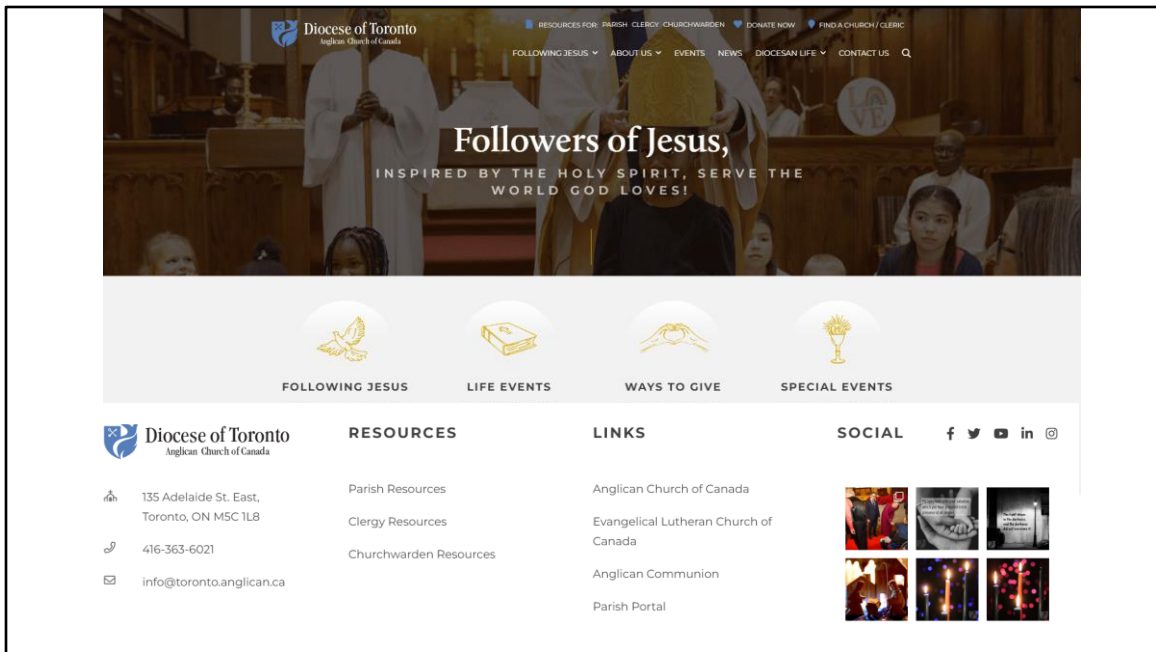 Diocese of Toronto
Anglican Church of Canada
RESOURCES FOR: PARISH CLERGY CHURCHWARDEN DONATE NOW FIND A CHURCH / CLERIC
FOLLOWING JESUS ABOUT US EVENTS NEWS DIOCESAN LIFE CONTACT US
LOVE
Followers of Jesus,
INSPIRED BY THE HOLY SPIRIT, SERVE THE
WORLD GOD LOVES!
FOLLOWING JESUS
LIFE EVENTS
WAYS TO GIVE
SPECIAL EVENTS
Diocese of Toronto
Anglican Church of Canada
135 Adelaide St. East,
Toronto, ON M5C 1L8
416-363-6021
info@toronto.anglican.ca
RESOURCES
Parish Resources
Clergy Resources
Churchwarden Resources
LINKS
Anglican Church of Canada
Evangelical Lutheran Church of
Canada
Anglican Communion
Parish Portal
SOCIAL